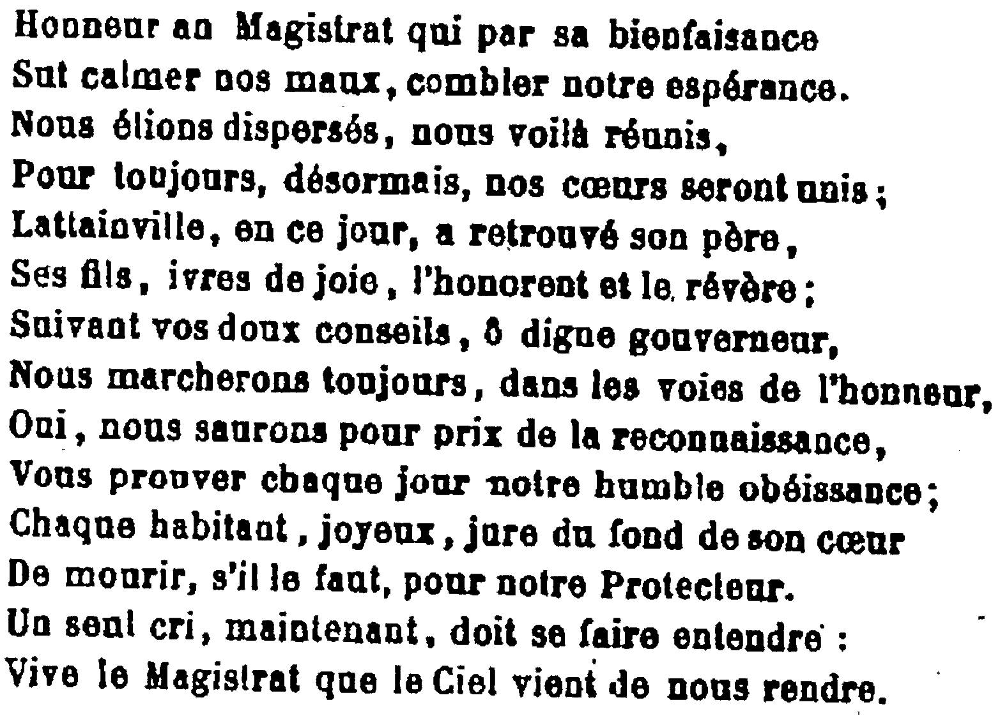 Honneur au Magistrat qui par sa bienfaisance
Sut calmer nos maux, combler notre espérance.
Nous étions dispersés, nous voilà réunis,
Pour toujours, désormais, nos cœurs seront unis ;
Lattainville, en ce jour, a retrouvé son père,
Ses fils, ivres de joie, l'honorent et le révère ;
Suivant vos doux conseils, ô digne gouverneur,
Nous marcherons toujours, dans les voies de l'honneur,
Oui, nous saurons pour prix de la reconnaissance,
Vous prouver chaque jour notre humble obéissance ;
Chaque habitant, joyeux, jure du fond de son cœur
De mourir, s'il le faut, pour notre Protecteur.
Un seul cri, maintenant, doit se faire entendre :
Vive le Magistrat que le Ciel vient de nous rendre.